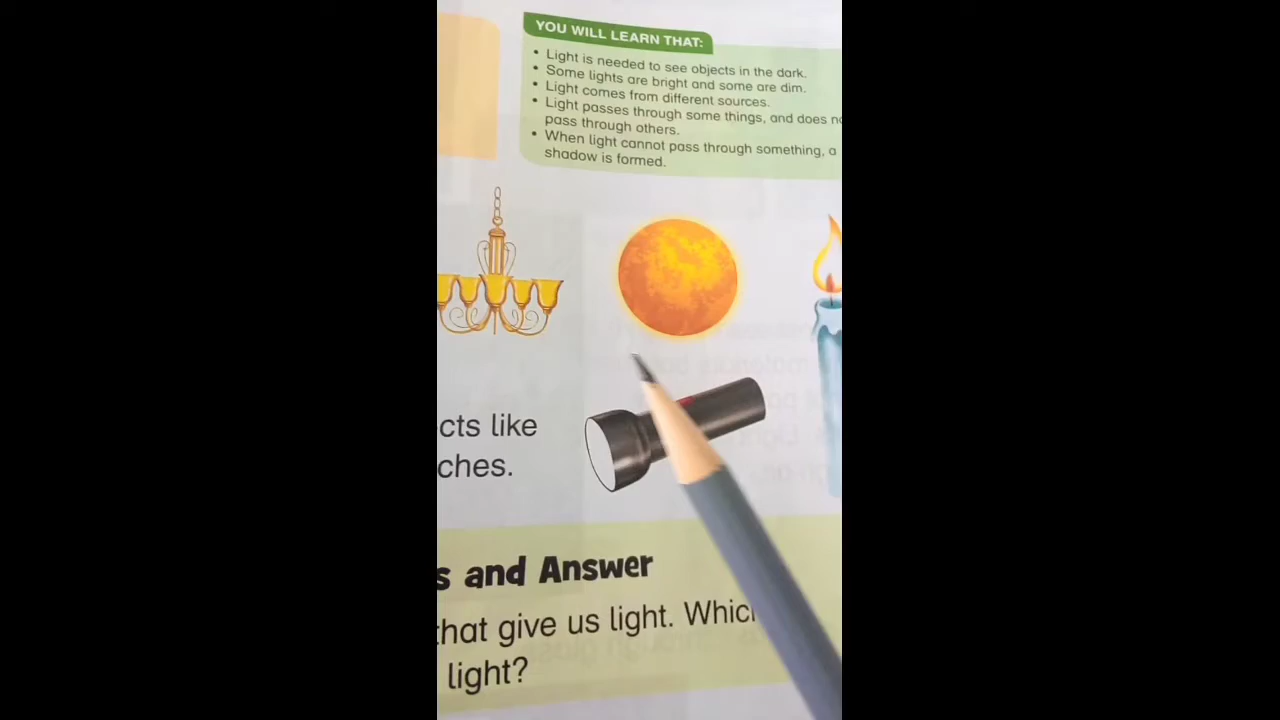 YOU WILL LEARN THAT:
• Light is needed to see objects in the dark.
• Some lights are bright and some are dim.
• Light comes from different sources.
• Light passes through some things, and does no
pass through others.
• When light cannot pass through something, a
shadow is formed.
cts like
ches.
s and Answer
that give us light. Whic
light?